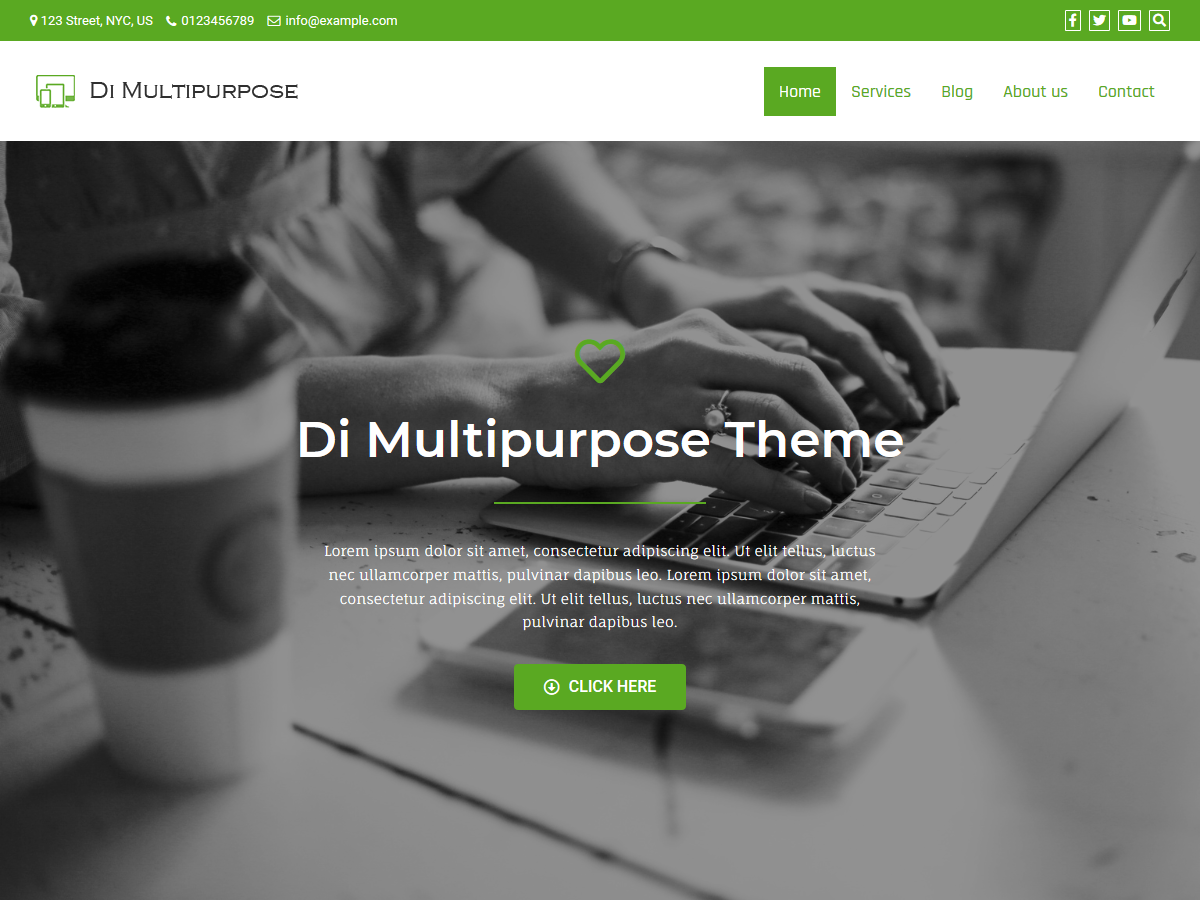 123 Street, NYC, US 0123456789 info@example.com
Di Multipurpose
Home Services Blog About us Contact
Di Multipurpose Theme
Lorem ipsum dolor sit amet, consectetur adipiscing elit. Ut elit tellus, luctus
nec ullamcorper mattis, pulvinar dapibus leo. Lorem ipsum dolor sit amet,
consectetur adipiscing elit. Ut elit tellus, luctus nec ullamcorper mattis,
pulvinar dapibus leo.
CLICK HERE